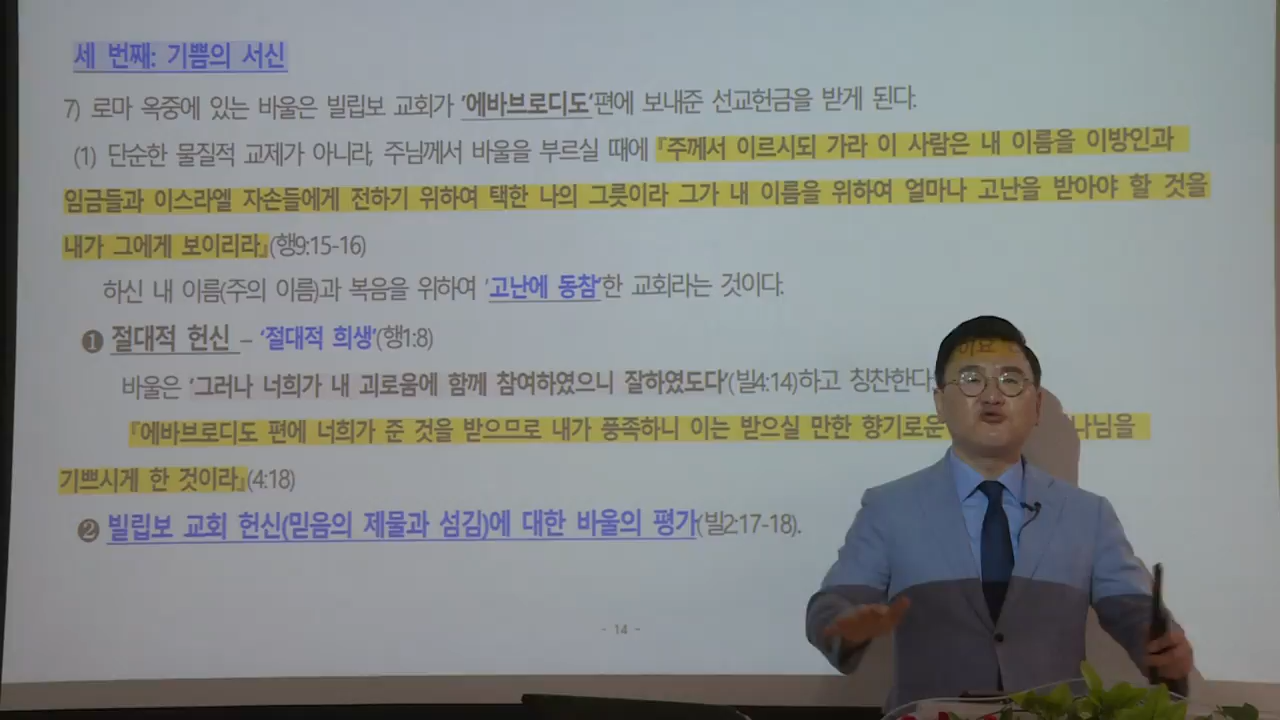 세 번째: 기쁨의 서신
7) 로마 옥중에 있는 바울은 빌립보 교회가 '에바브로디도'편에 보내준 선교헌금을 받게 된다.
(1) 단순한 물질적 교제가 아니라, 주님께서 바울을 부르실 때에 『주께서 이르시되 가라 이 사람은 내 이름을 이방인과
임금들과 이스라엘 자손들에게 전하기 위하여 택한 나의 그릇이라 그가 내 이름을 위하여 얼마나 고난을 받아야 할 것을
내가 그에게 보이리라』(행9:15-16)
하신 내 이름(주의 이름)과 복음을 위하여 '고난에 동참'한 교회라는 것이다.
❶ 절대적 헌신 – '절대적 희생'(행1:8)
바울은 '그러나 너희가 내 괴로움에 함께 참여하였으니 잘하였도다'(빌4:14)하고 칭찬한다.
『에바브로디도 편에 너희가 준 것을 받으므로 내가 풍족하니 이는 받으실 만한 향기로운 나님을
기쁘시게 한 것이라』(4:18)
❷ 빌립보 교회 헌신(믿음의 제물과 섬김)에 대한 바울의 평가(빌2:17-18).
- 14 -